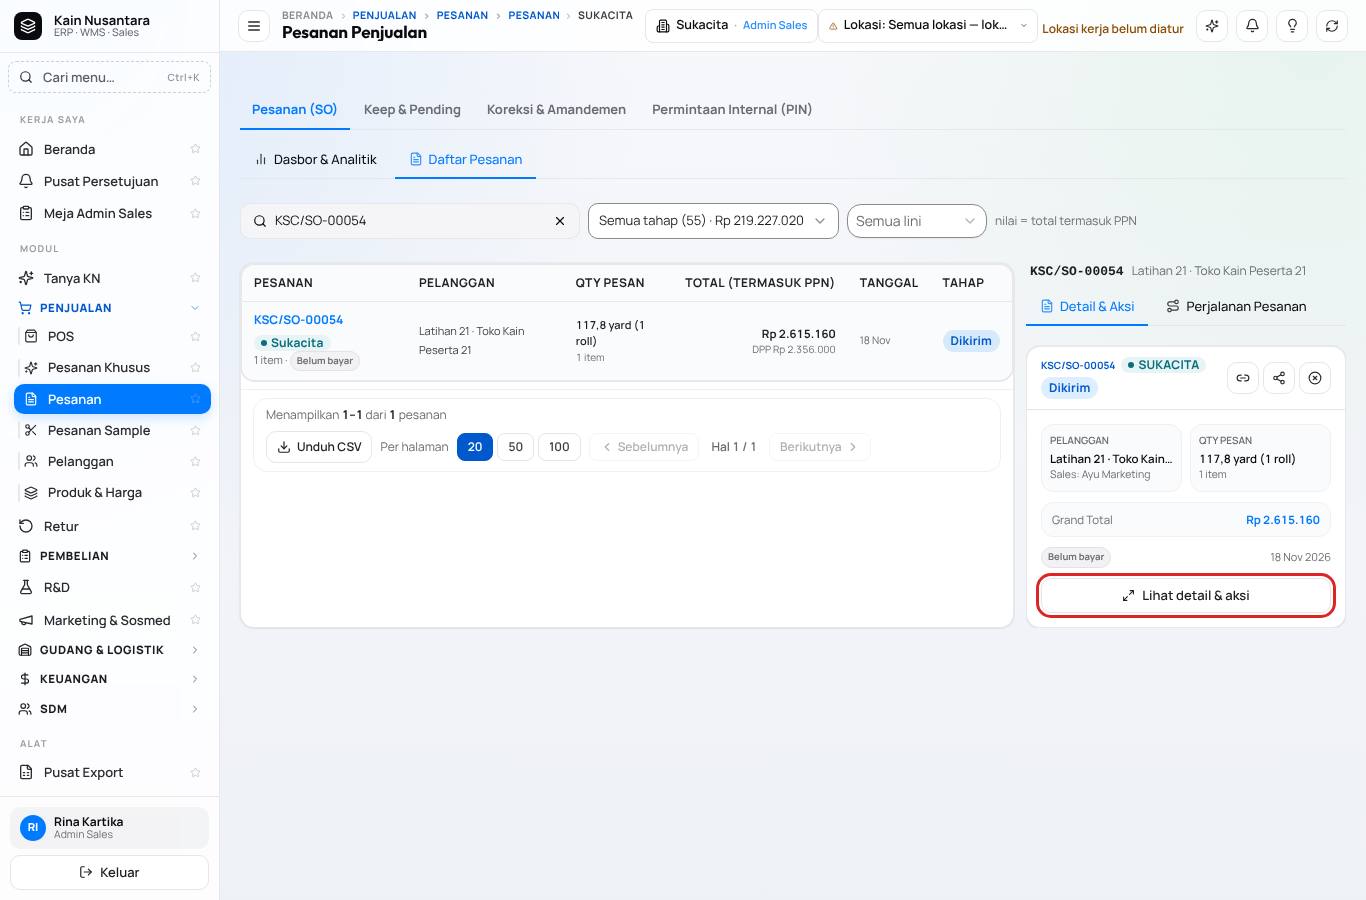 Kain Nusantara
ERP · WMS · Sales
Cari menu... Ctrl+K
KERJA SAYA
Beranda
Pusat Persetujuan
Meja Admin Sales
MODUL
Tanya KN
PENJUALAN
POS
Pesanan Khusus
Pesanan
Pesanan Sample
Pelanggan
Produk & Harga
Retur
PEMBELIAN
R&D
Marketing & Sosmed
GUDANG & LOGISTIK
KEUANGAN
SDM
ALAT
Pusat Export
RI
Rina Kartika
Admin Sales
Keluar
BERANDA › PENJUALAN › PESANAN › PESANAN › SUKACITA
Pesanan Penjualan
Sukacita · Admin Sales
Lokasi: Semua lokasi — lok...
Lokasi kerja belum diatur
Pesanan (SO) Keep & Pending Koreksi & Amandemen Permintaan Internal (PIN)
Dasbor & Analitik Daftar Pesanan
KSC/SO-00054
Semua tahap (55) · Rp 219.227.020
Semua lini
nilai = total termasuk PPN
PESANAN PELANGGAN QTY PESAN TOTAL (TERMASUK PPN) TANGGAL TAHAP
KSC/SO-00054
Sukacita
1 item · Belum bayar
Latihan 21 · Toko Kain
Peserta 21
117,8 yard (1
roll)
1 item
Rp 2.615.160
DPP Rp 2.356.000
18 Nov
Dikirim
Menampilkan 1–1 dari 1 pesanan
Unduh CSV Per halaman 20 50 100 Sebelumnya Hal 1 / 1 Berikutnya
KSC/SO-00054 Latihan 21 · Toko Kain Peserta 21
Detail & Aksi Perjalanan Pesanan
KSC/SO-00054 SUKACITA
Dikirim
PELANGGAN
Latihan 21 · Toko Kain...
Sales: Ayu Marketing
QTY PESAN
117,8 yard (1 roll)
1 item
Grand Total Rp 2.615.160
Belum bayar 18 Nov 2026
Lihat detail & aksi